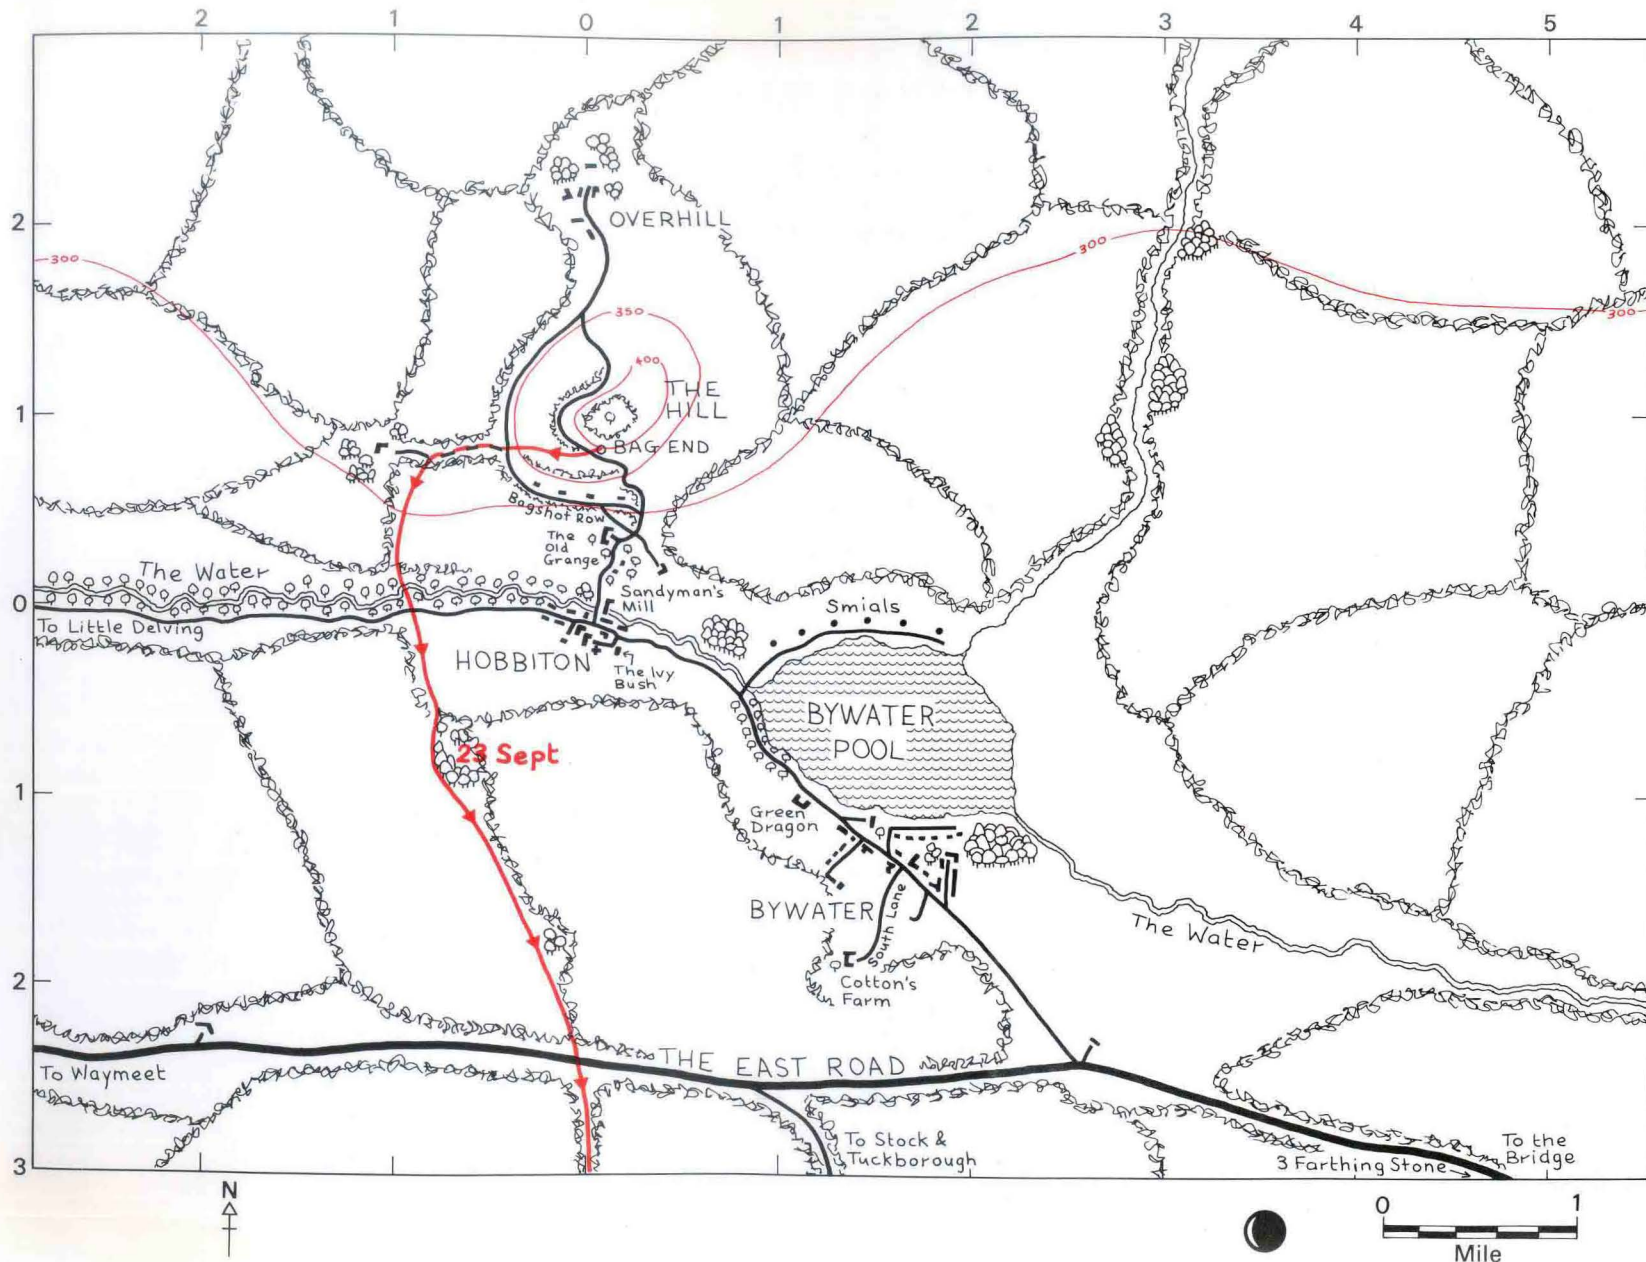 2 1 0 1 2 3 4 5
2
OVERHILL
300
300
350
300
400
THE
HILL
1
BAG END
Bagshot Row
The
Old
Grange
The Water
Sandyman's
Mill
0
Smials
To Little Delving
HOBBITON
The Ivy
Bush
BYWATER
POOL
23 Sept
1
Green
Dragon
BYWATER
South Lane
The Water
Cotton's
Farm
2
THE EAST ROAD
To Waymeet
To Stock &
Tuckborough
To the
Bridge
3 Farthing Stone
3
N
0 1
Mile